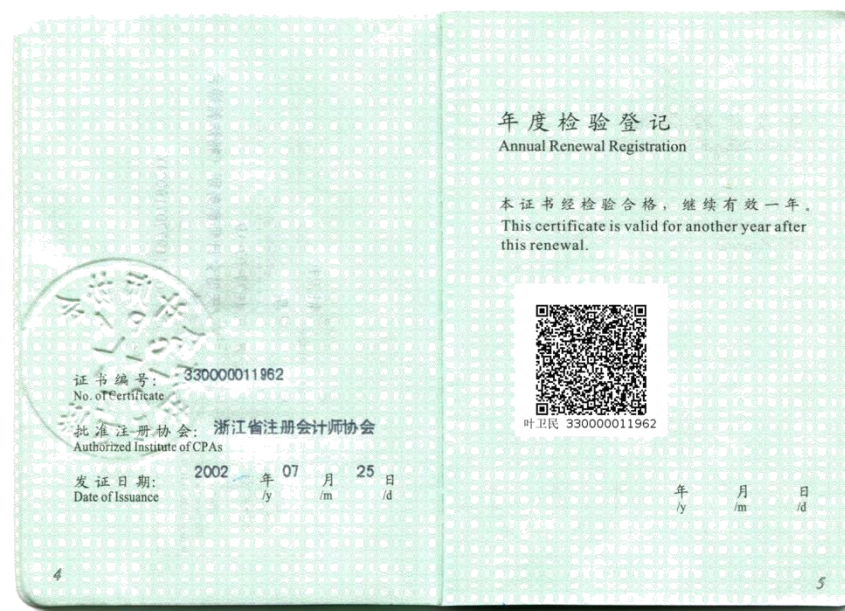 证书编号: 330000011962
No. of Certificate
批准注册协会: 浙江省注册会计师协会
Authorized Institute of CPAs
发证日期: 2002 年 07 月 25 日
Date of Issuance /y /m /d
4
年度检验登记
Annual Renewal Registration
本证书经检验合格，继续有效一年。
This certificate is valid for another year after
this renewal.
叶卫民 330000011962
年 月 日
/y /m /d
5